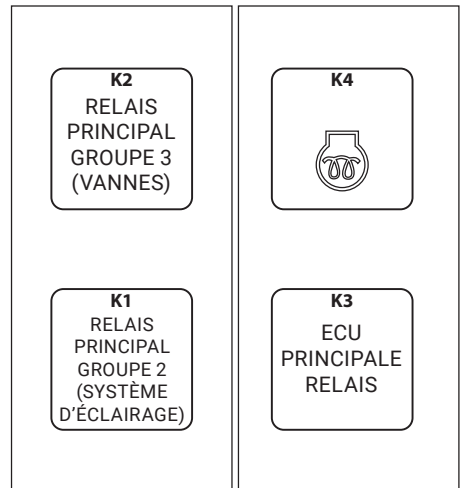 K2
RELAIS
PRINCIPAL
GROUPE 3
(VANNES)
K1
RELAIS
PRINCIPAL
GROUPE 2
(SYSTÈME
D'ÉCLAIRAGE)
K4
K3
ECU
PRINCIPALE
RELAIS